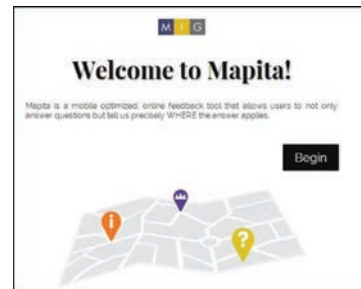 MIG
Welcome to Mapita!
Mapita is a mobile optimized, online feedback tool that allows users to not only
answer questions but tell us precisely WHERE the answer applies.
Begin
i
?